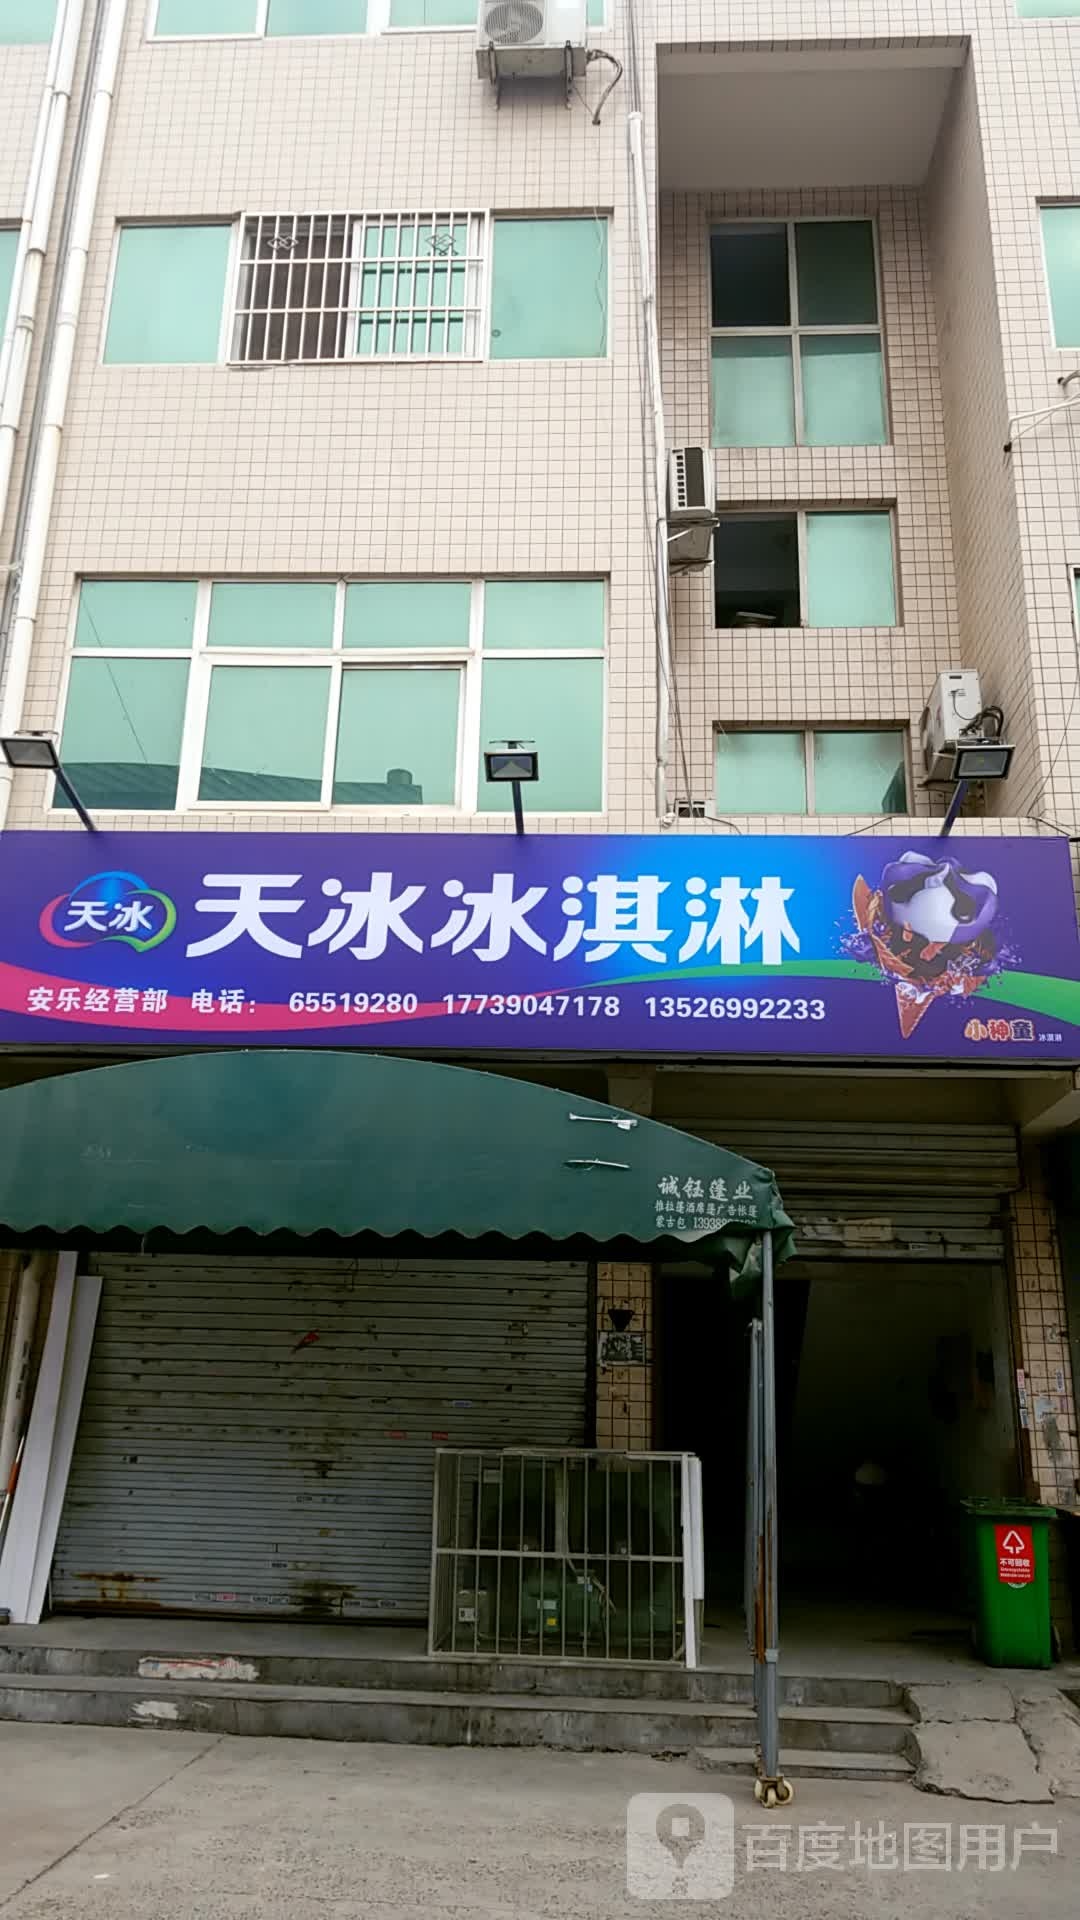 天冰
天冰冰淇淋
安乐经营部 电话： 65519280 17739047178 13526992233
小神童 冰淇淋
诚钰篷业
推拉蓬酒席蓬广告帐篷
蒙古包
不可回收
百度地图用户